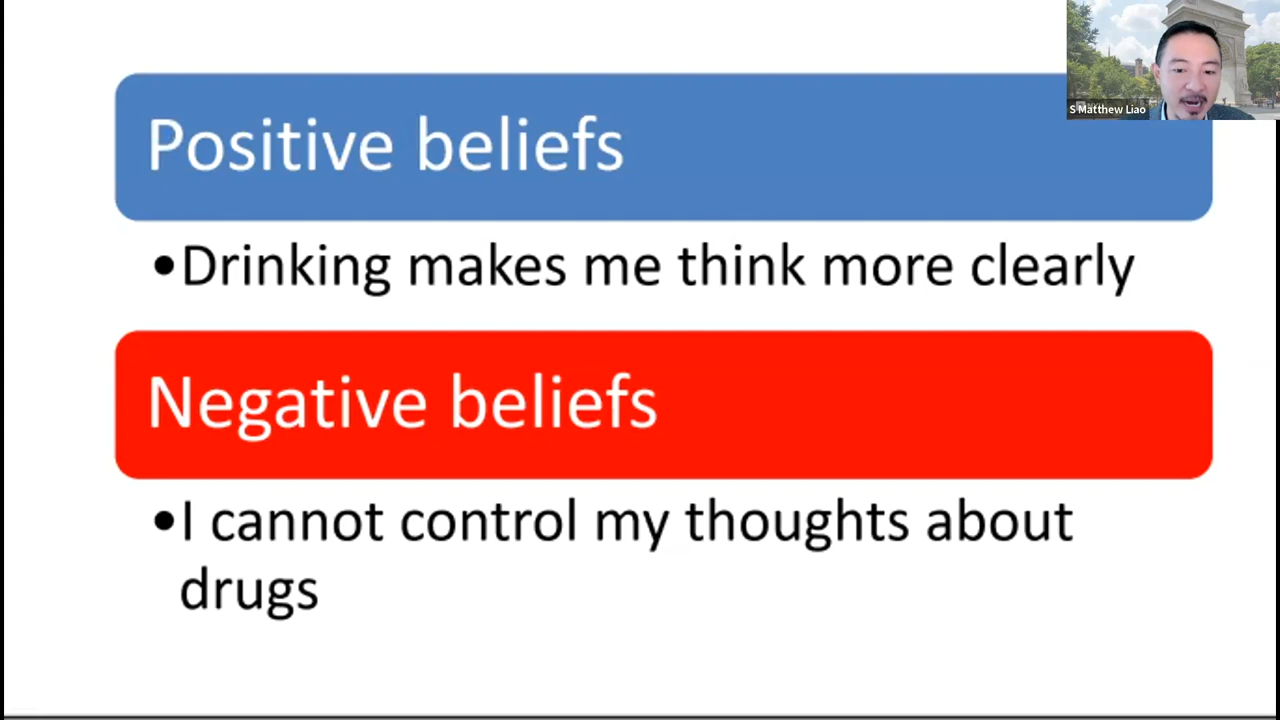 S Matthew Liao
Positive beliefs
•Drinking makes me think more clearly
Negative beliefs
•I cannot control my thoughts about
drugs